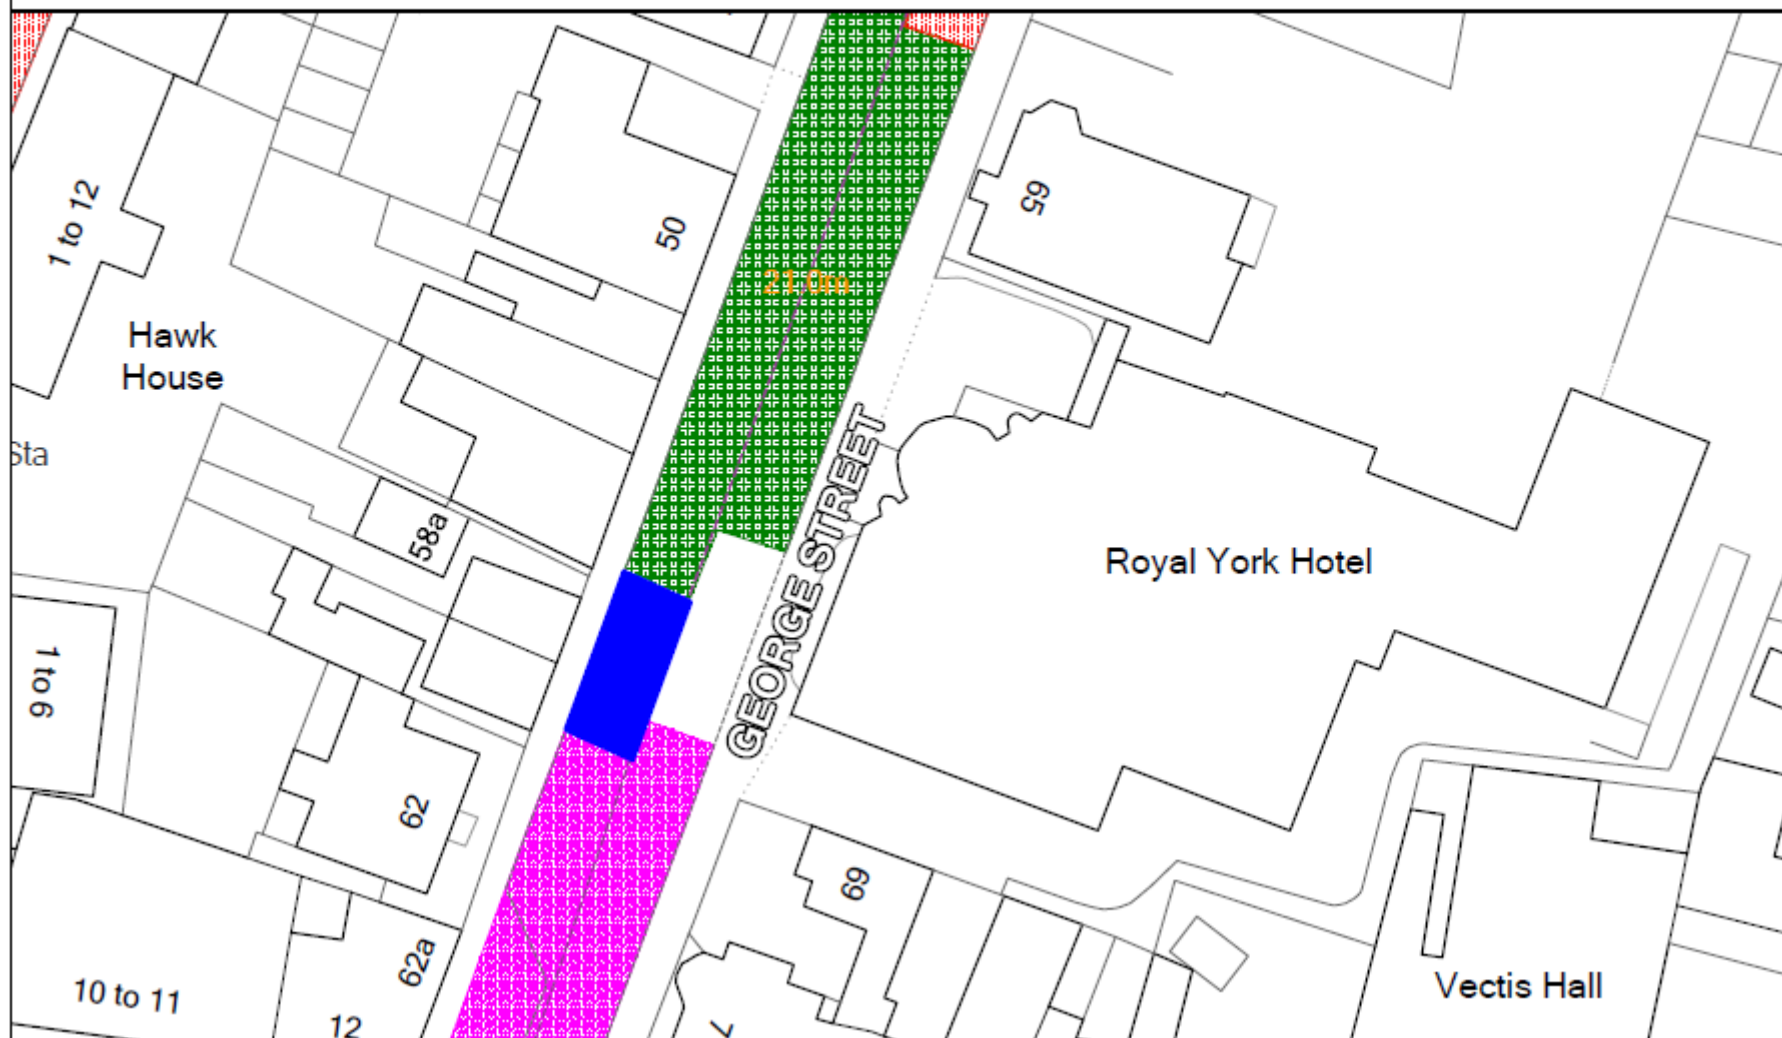 1 to 12
50
65
21.0m
Hawk
House
Sta
58a
GEORGE STREET
Royal York Hotel
1 to 6
62
69
62a
10 to 11
12
7
Vectis Hall